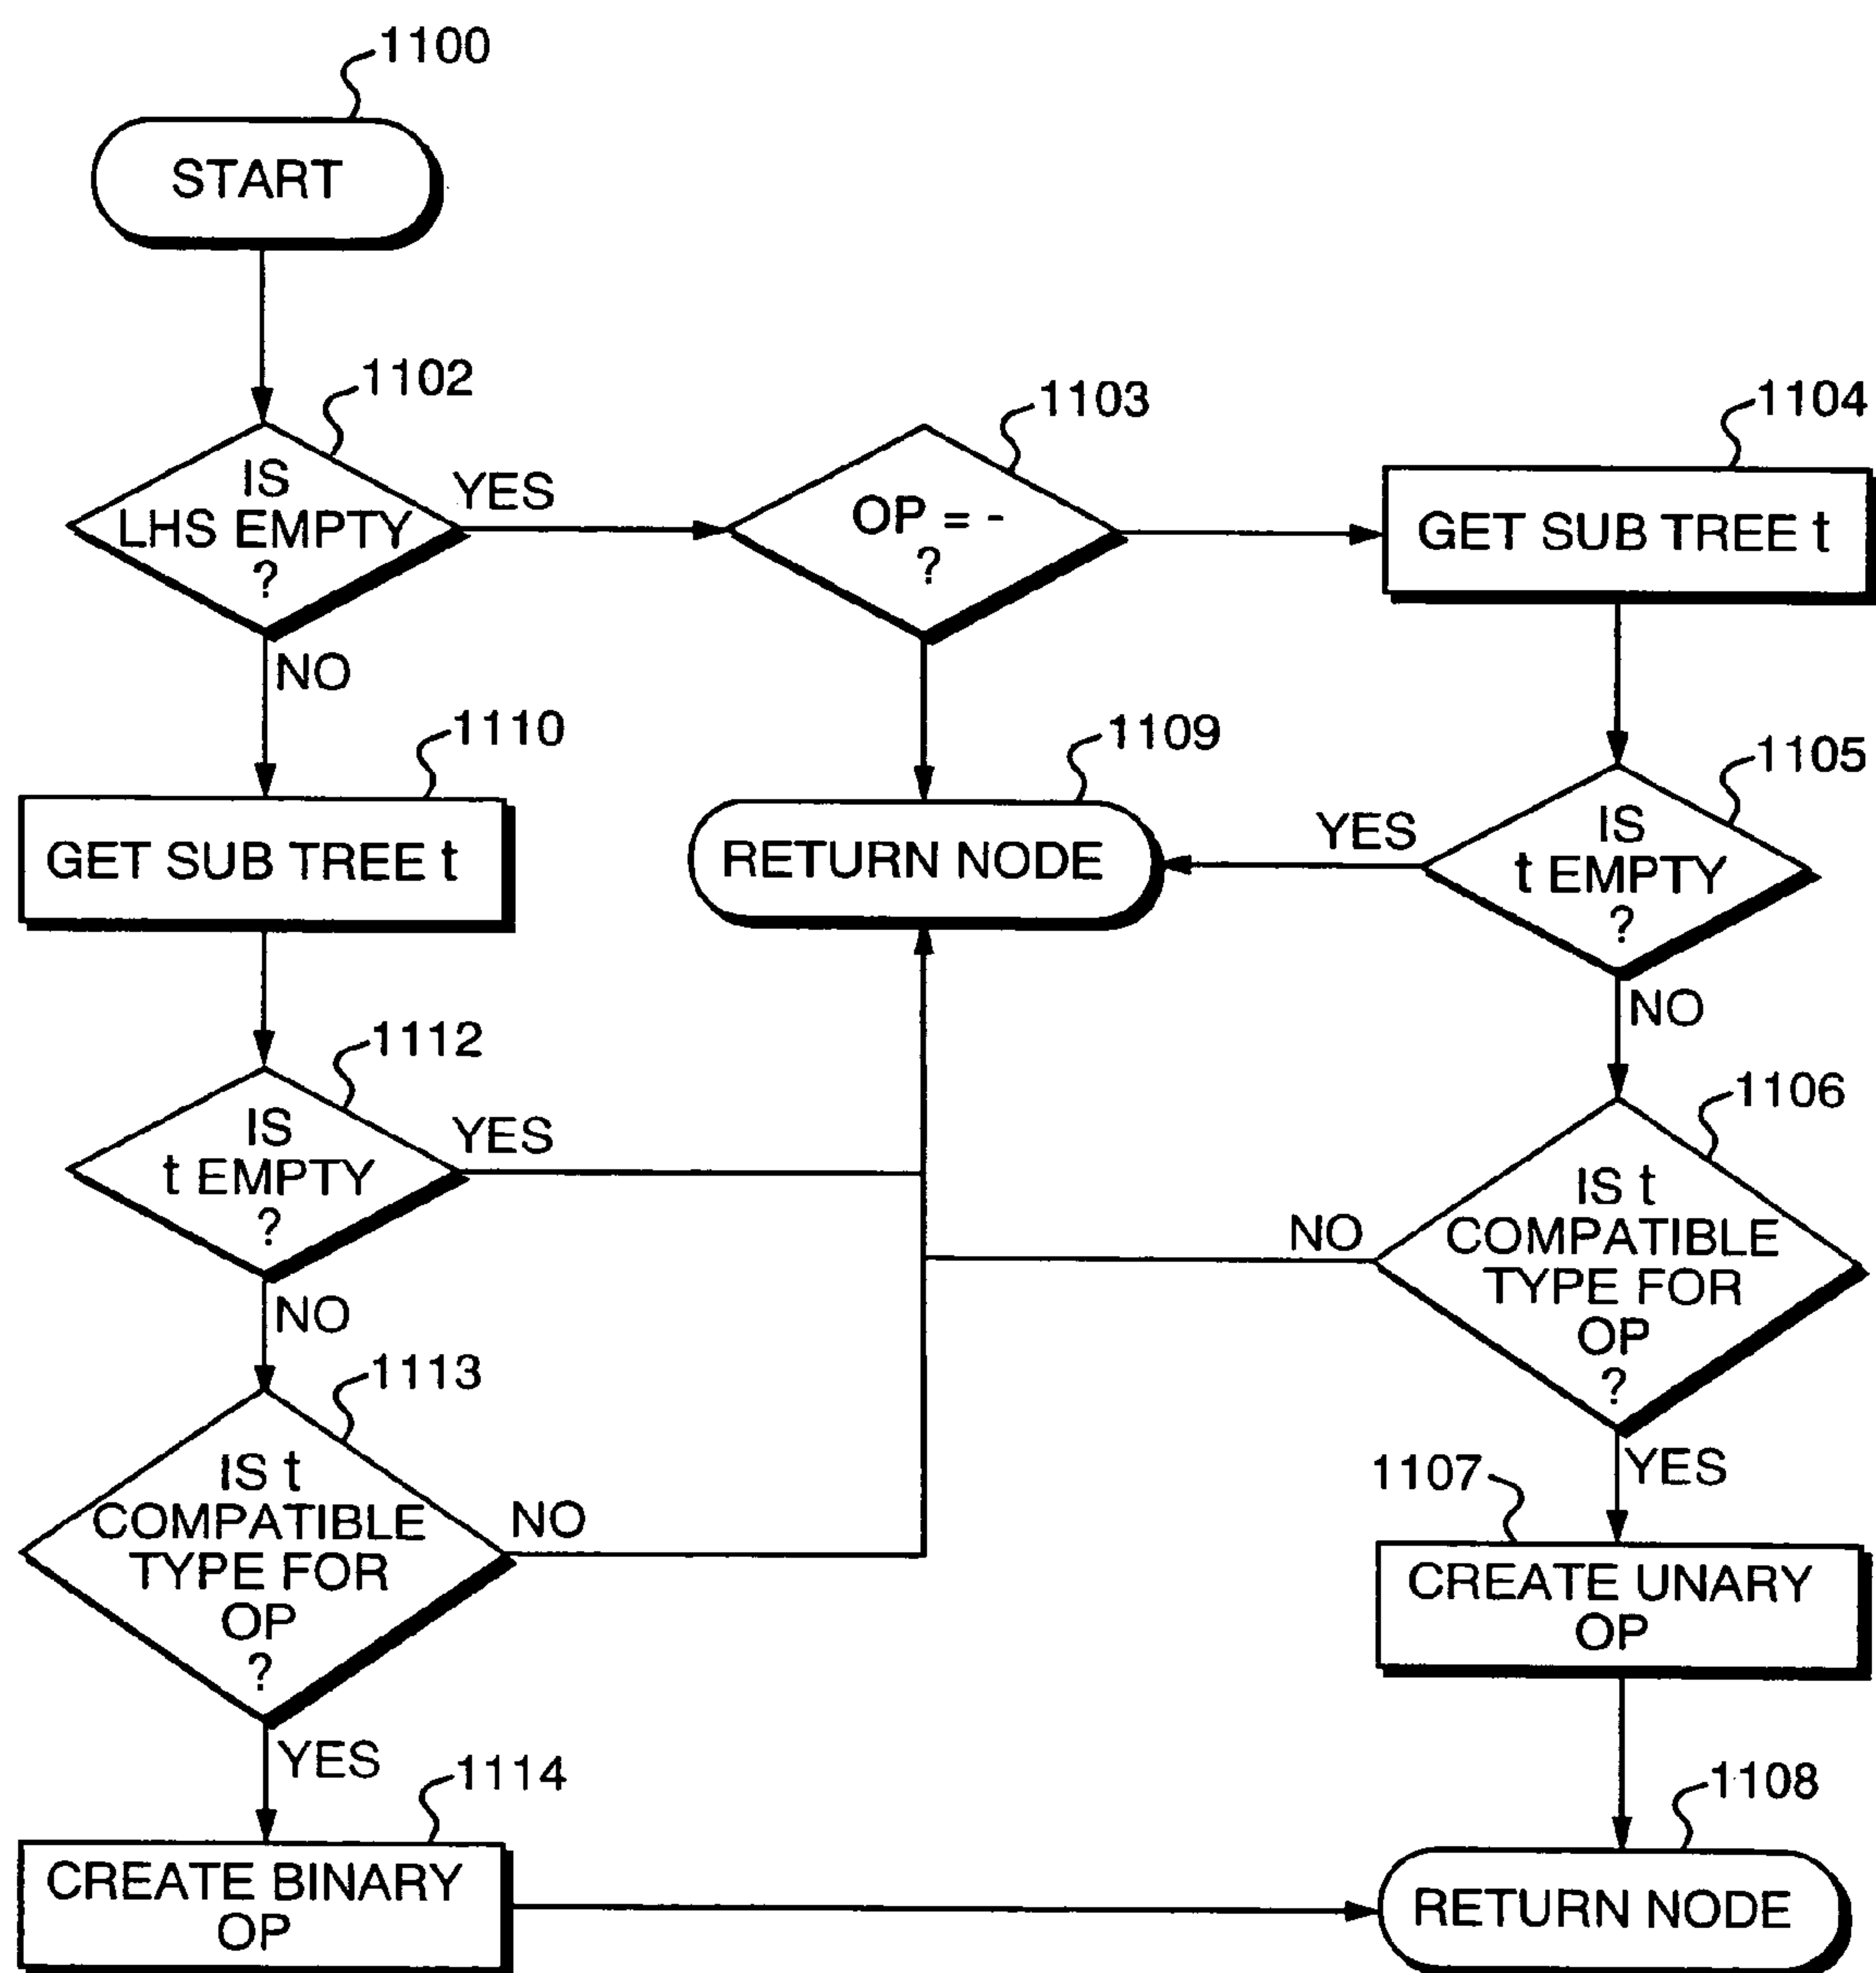 1100
START
1102
IS
LHS EMPTY
?
YES
NO
1103
OP = -
?
1104
GET SUB TREE t
1110
GET SUB TREE t
1109
RETURN NODE
1105
IS
t EMPTY
?
YES
NO
1112
IS
t EMPTY
?
YES
NO
1106
IS t
COMPATIBLE
TYPE FOR
OP
?
NO
YES
1113
IS t
COMPATIBLE
TYPE FOR
OP
?
NO
YES
1107
CREATE UNARY
OP
1114
CREATE BINARY
OP
1108
RETURN NODE